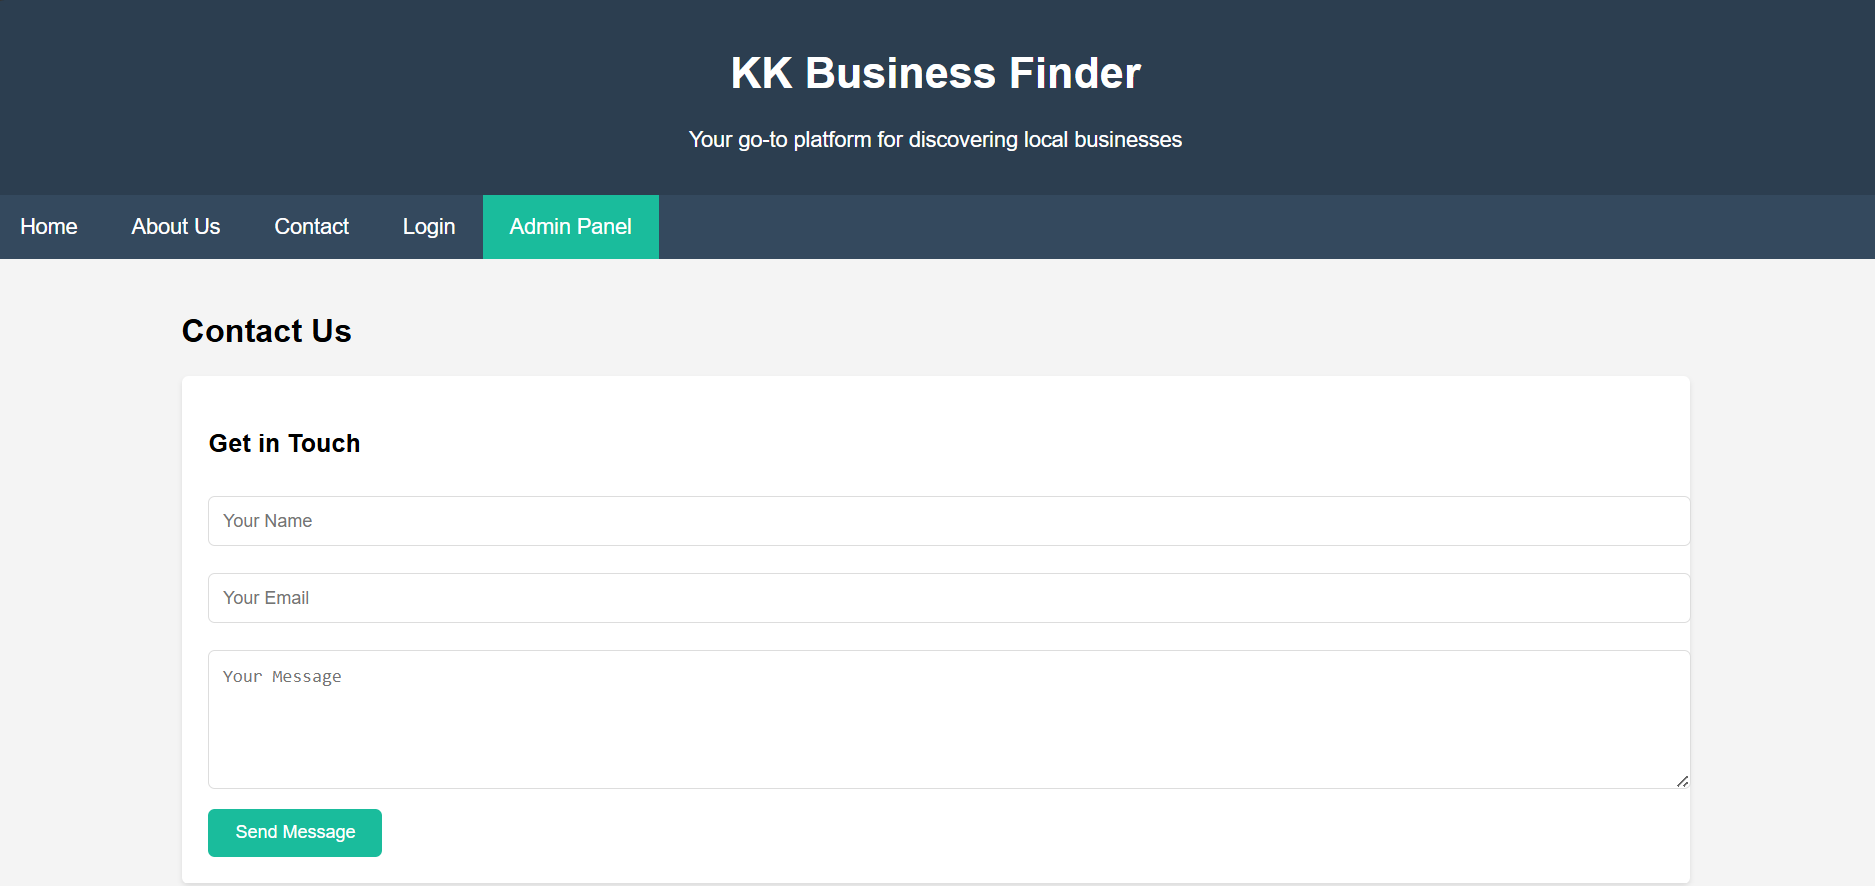 KK Business Finder
Your go-to platform for discovering local businesses
Home About Us Contact Login Admin Panel
Contact Us
Get in Touch
Your Name
Your Email
Your Message
Send Message